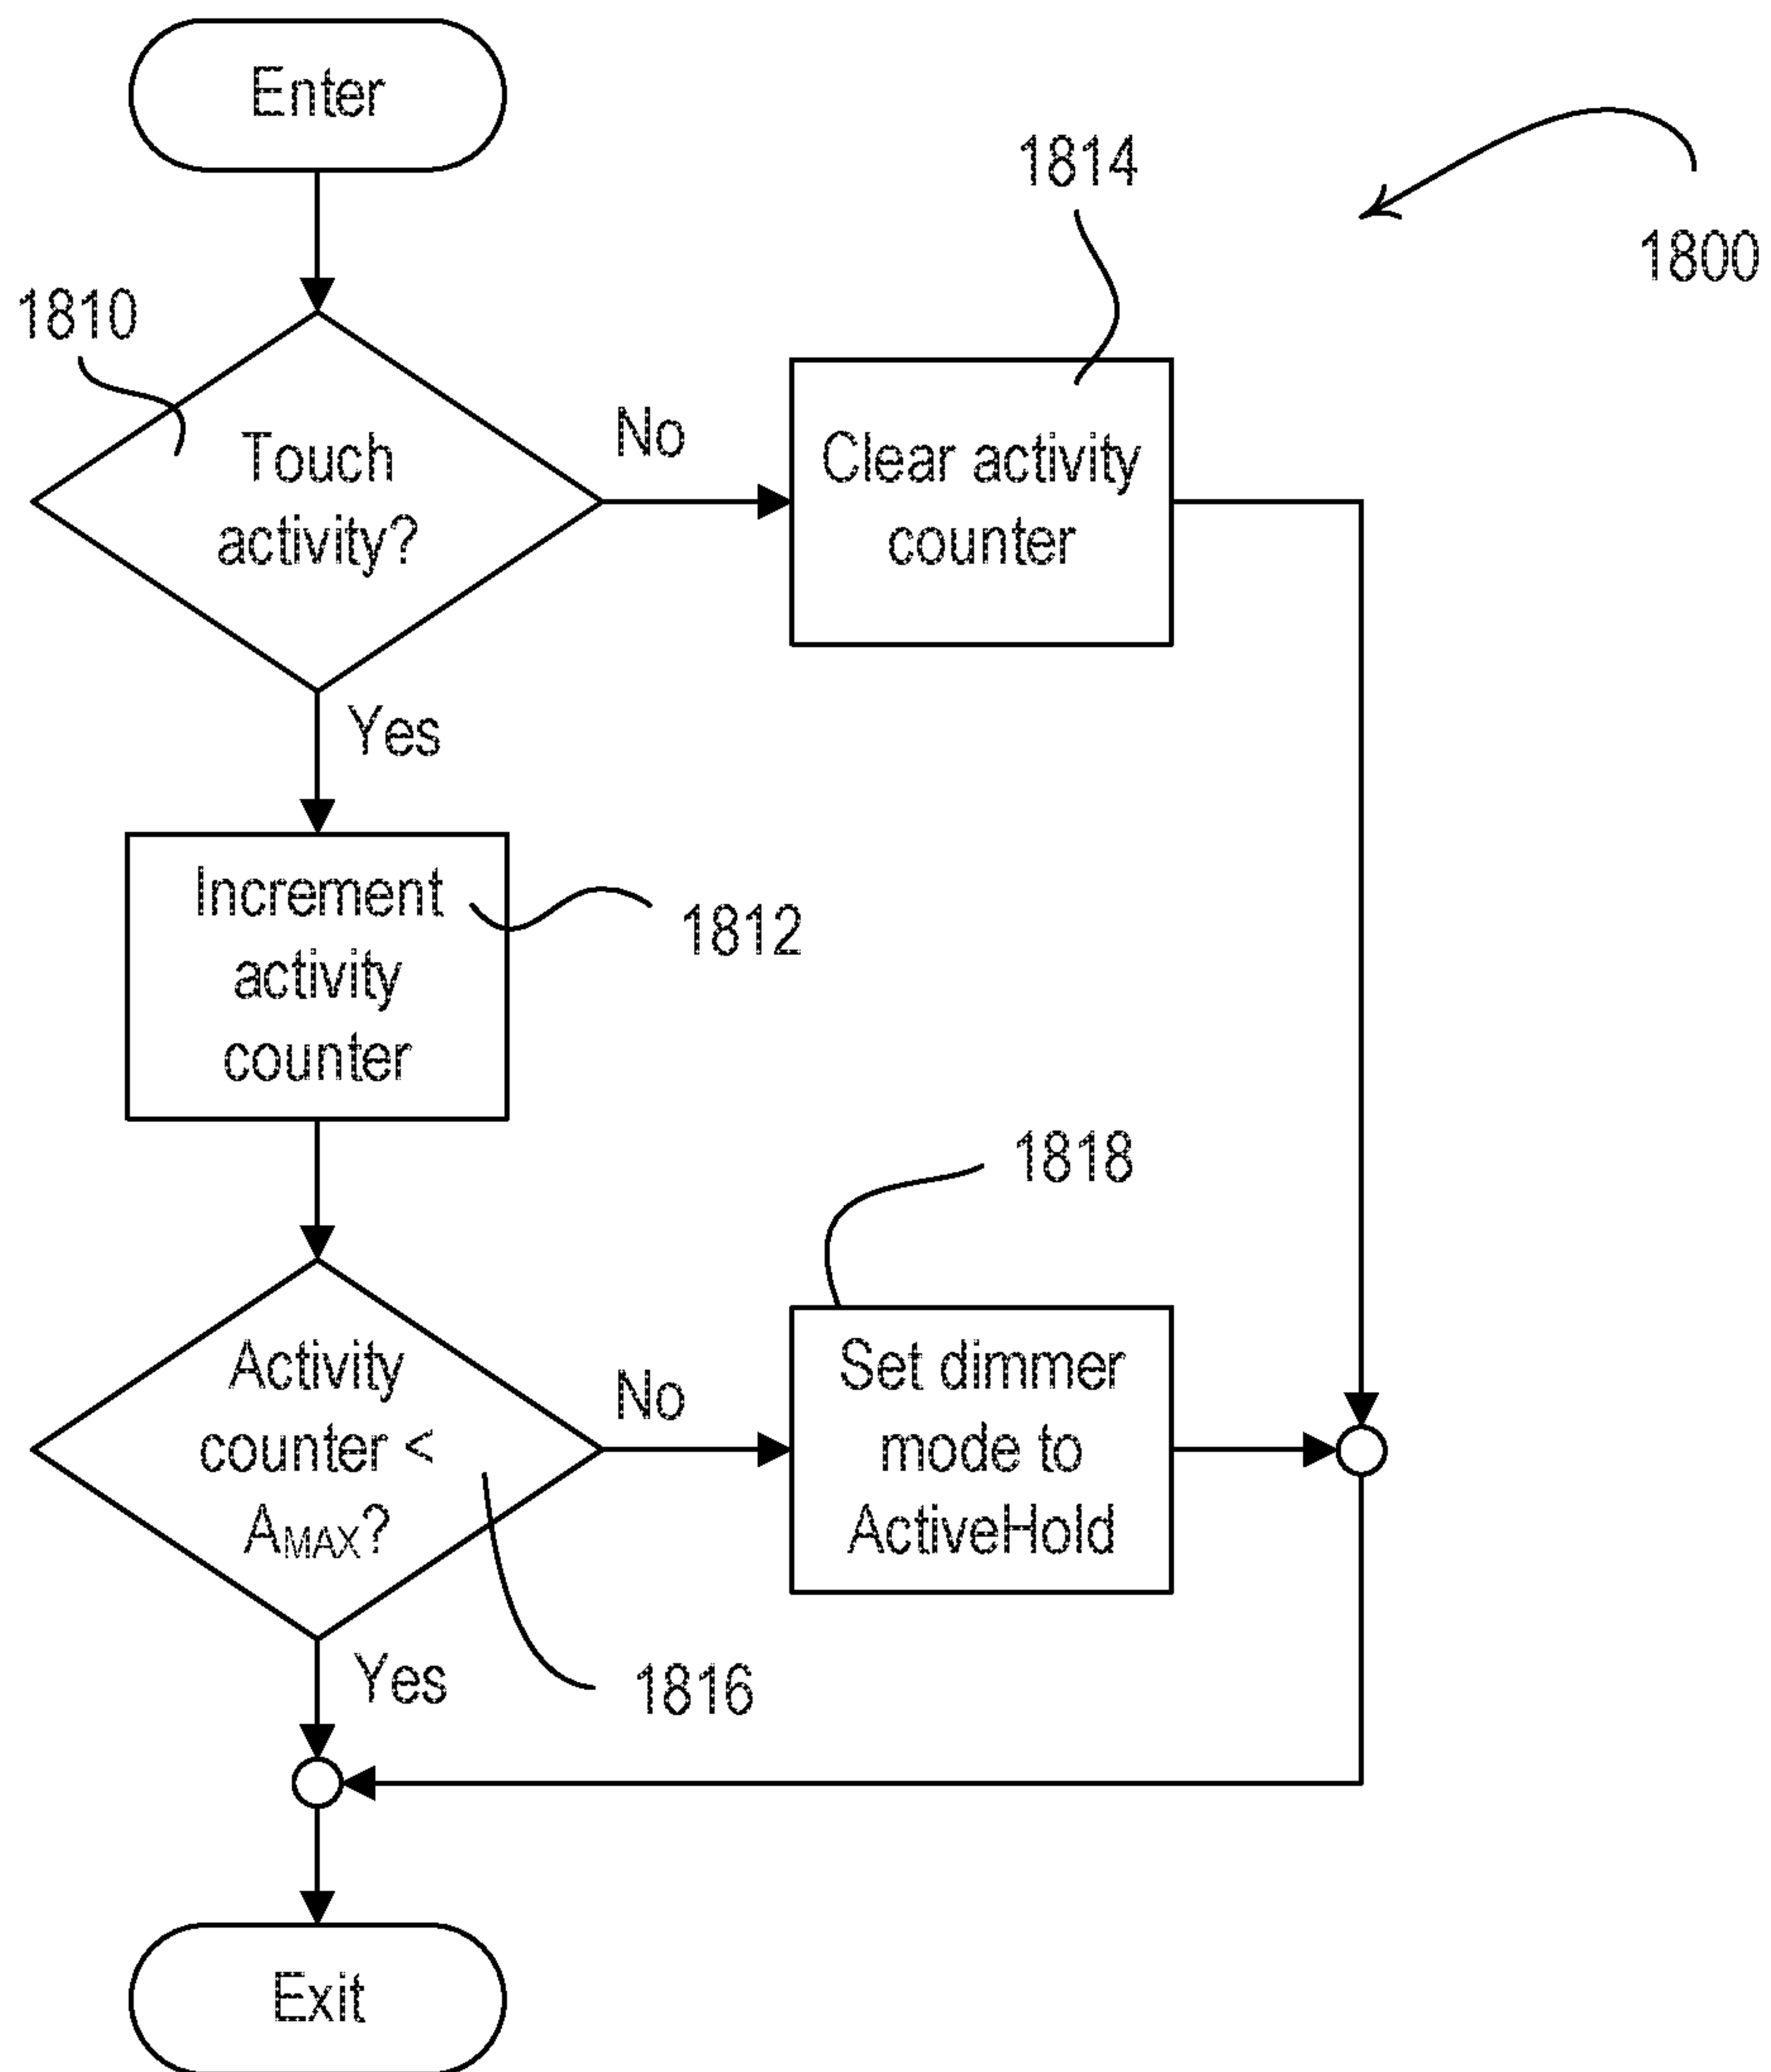 Enter
1814
1800
1810
No
Touch
activity?
Clear activity
counter
Yes
Increment
activity
counter
1812
1818
Activity
counter <
AMAX?
No
Set dimmer
mode to
ActiveHold
Yes
1816
Exit